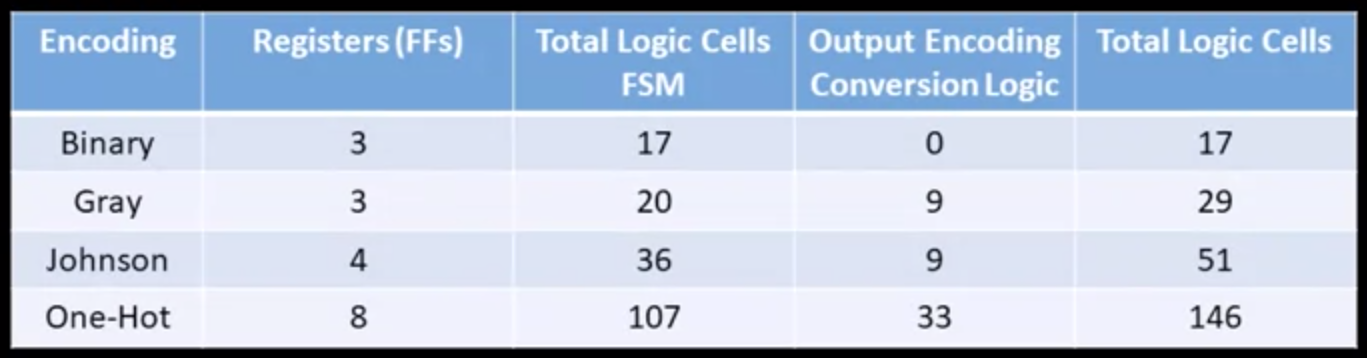 Encoding Registers (FFs) Total Logic Cells FSM Output Encoding Conversion Logic Total Logic Cells
Binary 3 17 0 17
Gray 3 20 9 29
Johnson 4 36 9 51
One-Hot 8 107 33 146